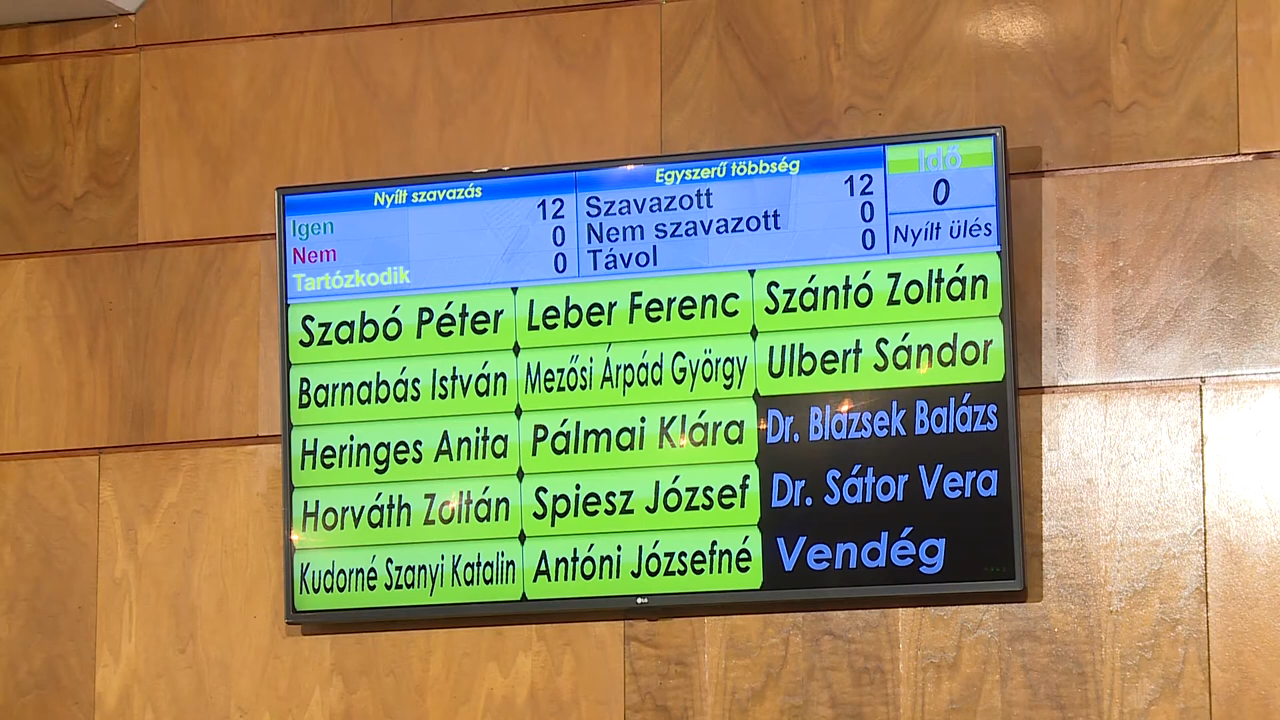 Nyílt szavazás
Igen 12
Nem 0
Tartózkodik 0
Egyszerű többség
Szavazott 12
Nem szavazott 0
Távol 0
Idő
0
Nyílt ülés
Szabó Péter
Barnabás István
Heringes Anita
Horváth Zoltán
Kudorné Szanyi Katalin
Leber Ferenc
Mezősi Árpád György
Pálmai Klára
Spiesz József
Antóni Józsefné
Szántó Zoltán
Ulbert Sándor
Dr. Blazsek Balázs
Dr. Sátor Vera
Vendég
LG